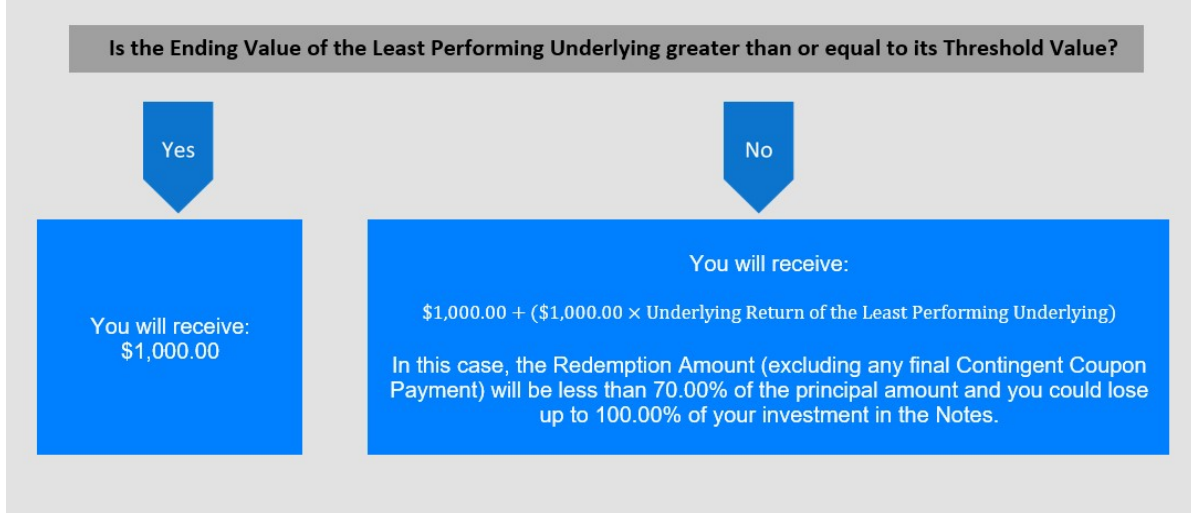 Is the Ending Value of the Least Performing Underlying greater than or equal to its Threshold Value?
Yes
No
You will receive:
$1,000.00
You will receive:
$1,000.00 + ($1,000.00 × Underlying Return of the Least Performing Underlying)
In this case, the Redemption Amount (excluding any final Contingent Coupon
Payment) will be less than 70.00% of the principal amount and you could lose
up to 100.00% of your investment in the Notes.